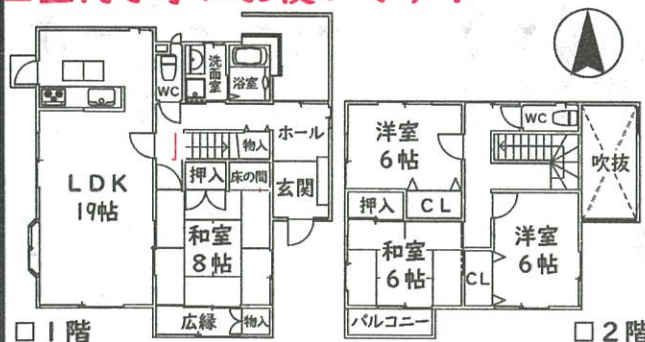 WC
洗面室
浴室
ホール
物入
押入
床の間
玄関
LDK
19帖
和室
8帖
広縁
物入
□1階
WC
洋室
6帖
吹抜
押入
CL
和室
6帖
洋室
6帖
CL
バルコニー
□2階